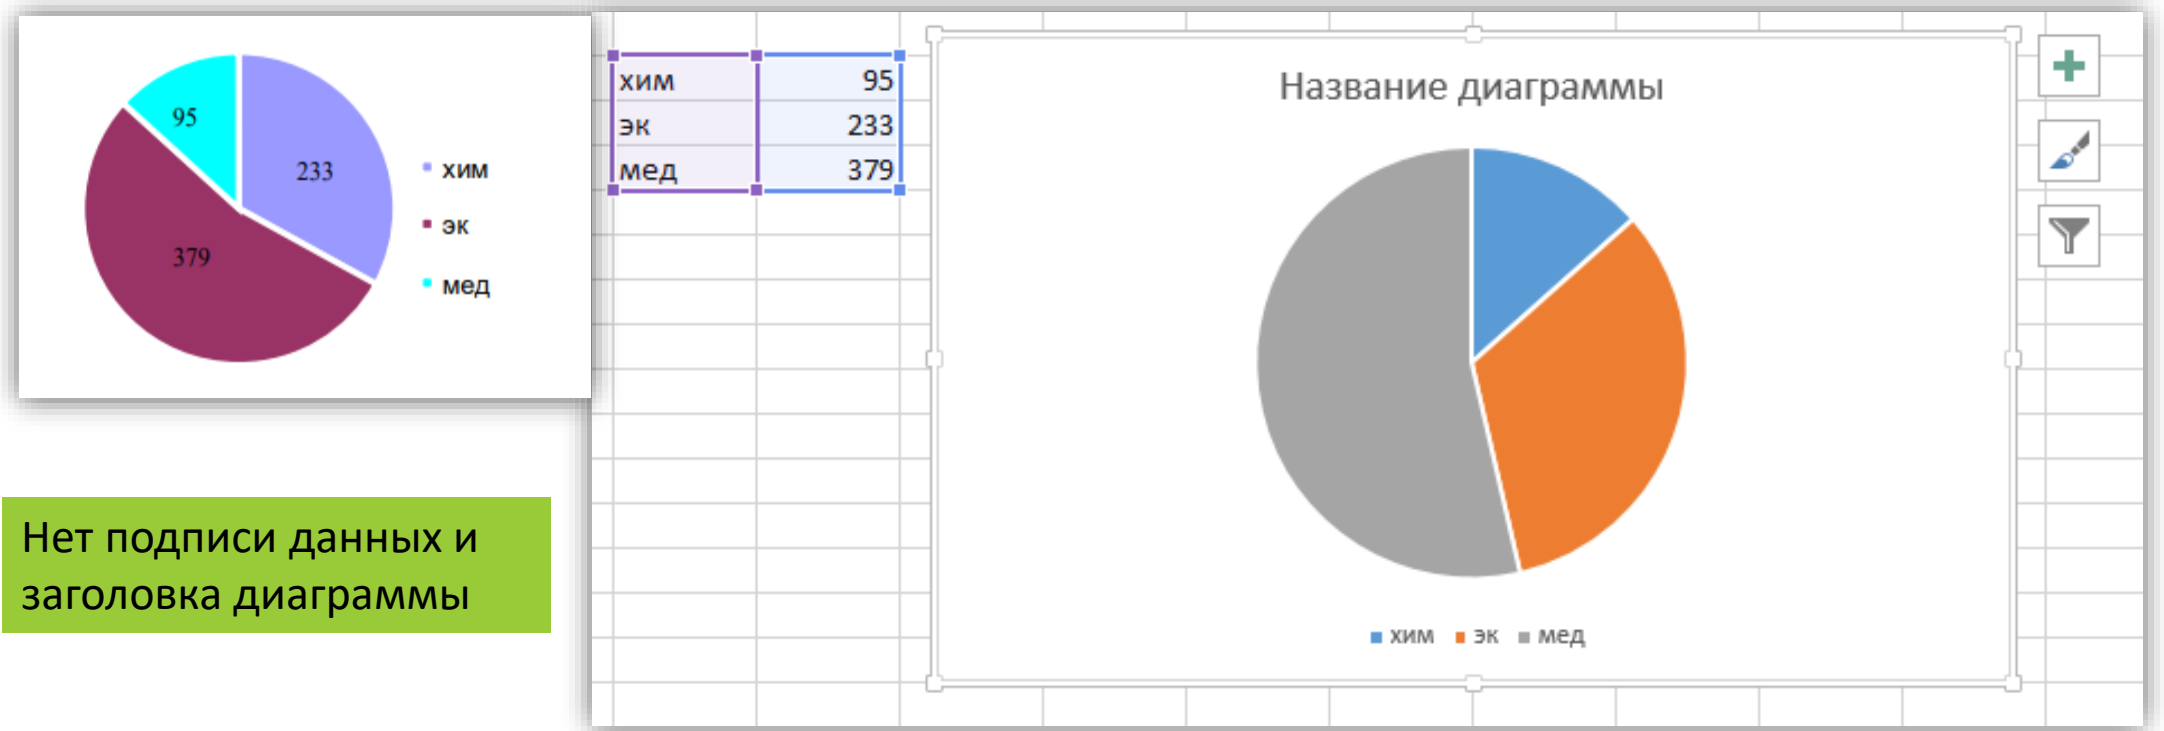 95
233
379
хим
эк
мед
Нет подписи данных и
заголовка диаграммы
хим 95
эк 233
мед 379
Название диаграммы
хим эк мед